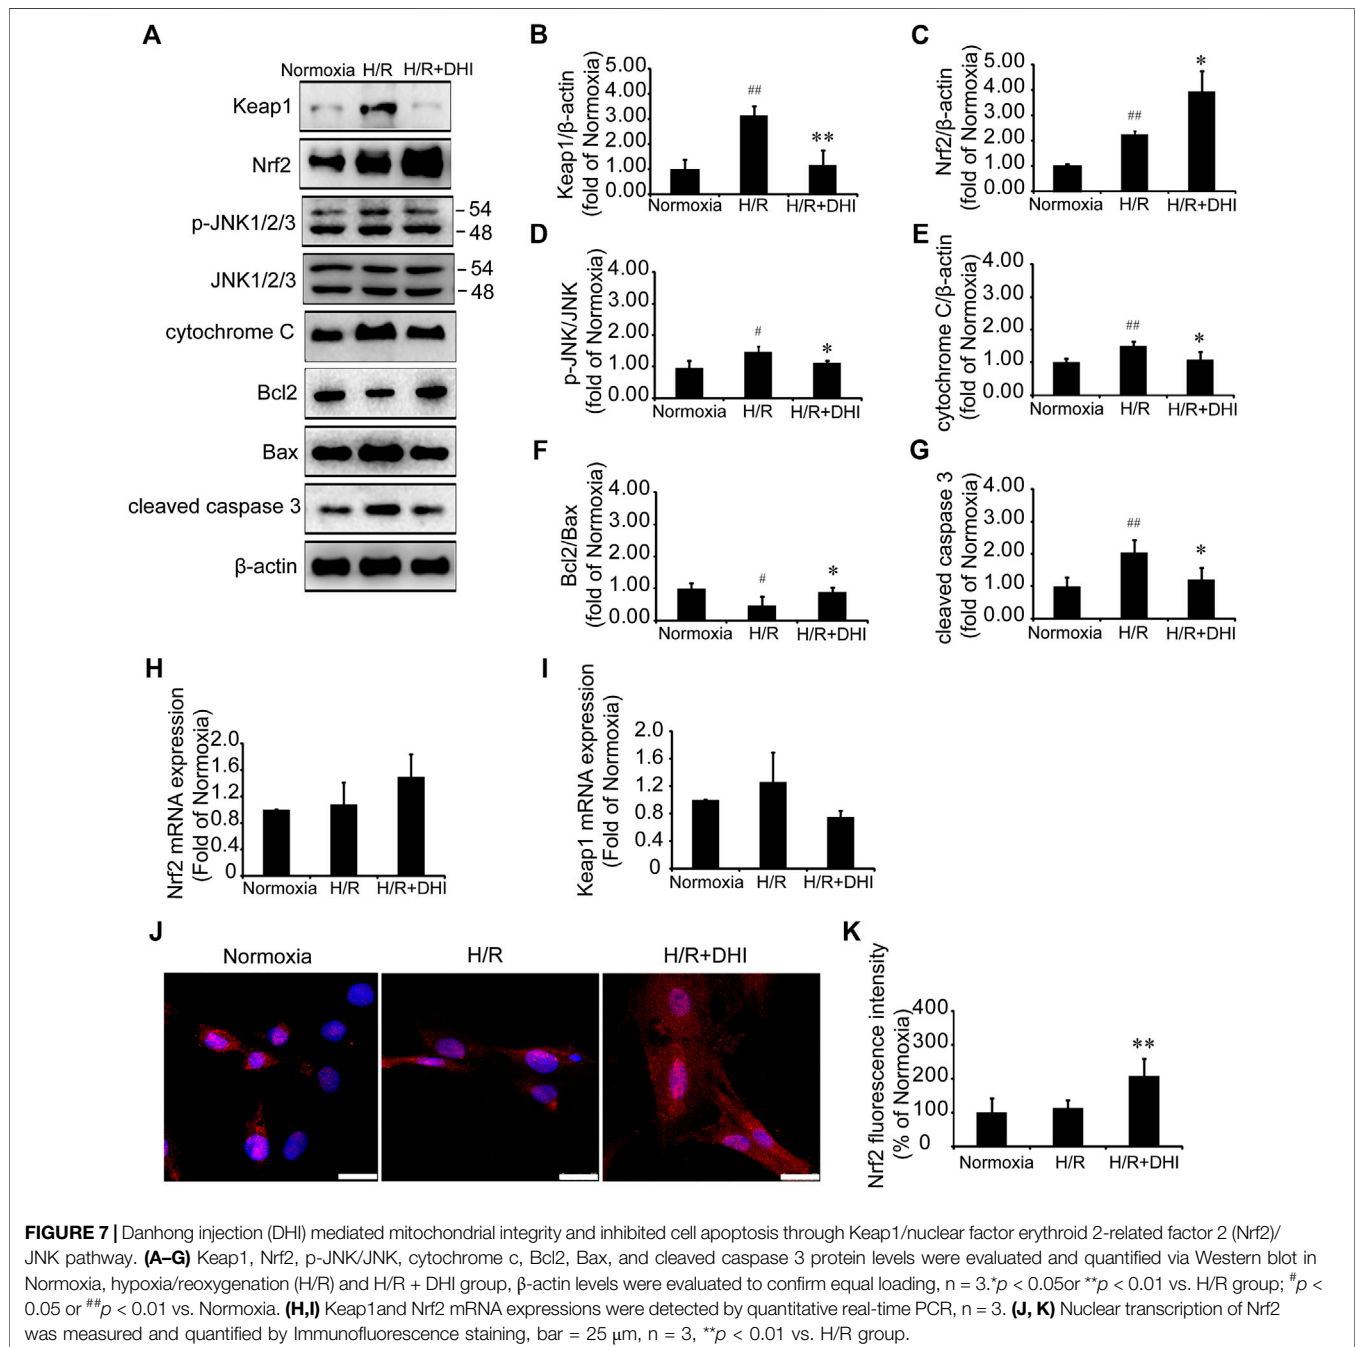 A
Normoxia H/R H/R+DHI
Keap1
Nrf2
p-JNK1/2/3
54
48
JNK1/2/3
54
48
cytochrome C
Bcl2
Bax
cleaved caspase 3
β-actin
B
Keap1/β-actin
(fold of Normoxia)
5.00
4.00
3.00
2.00
1.00
0.00
##
**
Normoxia H/R H/R+DHI
C
Nrf2/β-actin
(fold of Normoxia)
5.00
4.00
3.00
2.00
1.00
0.00
##
*
Normoxia H/R H/R+DHI
D
p-JNK/JNK
(fold of Normoxia)
4.00
3.00
2.00
1.00
0.00
#
*
Normoxia H/R H/R+DHI
E
cytochrome C/β-actin
(fold of Normoxia)
4.00
3.00
2.00
1.00
0.00
##
*
Normoxia H/R H/R+DHI
F
Bcl2/Bax
(fold of Normoxia)
4.00
3.00
2.00
1.00
0.00
#
*
Normoxia H/R H/R+DHI
G
cleaved caspase 3
(fold of Normoxia)
4.00
3.00
2.00
1.00
0.00
##
*
Normoxia H/R H/R+DHI
H
Nrf2 mRNA expression
(Fold of Normoxia)
2.0
1.6
1.2
0.8
0.4
0
Normoxia H/R H/R+DHI
I
Keap1 mRNA expression
(Fold of Normoxia)
2.0
1.6
1.2
0.8
0.4
0
Normoxia H/R H/R+DHI
J
Normoxia H/R H/R+DHI
K
Nrf2 fluorescence intensity
(% of Normoxia)
400
300
200
100
0
**
Normoxia H/R H/R+DHI
FIGURE 7 | Danhong injection (DHI) mediated mitochondrial integrity and inhibited cell apoptosis through Keap1/nuclear factor erythroid 2-related factor 2 (Nrf2)/
JNK pathway. (A–G) Keap1, Nrf2, p-JNK/JNK, cytochrome c, Bcl2, Bax, and cleaved caspase 3 protein levels were evaluated and quantified via Western blot in
Normoxia, hypoxia/reoxygenation (H/R) and H/R + DHI group, β-actin levels were evaluated to confirm equal loading, n = 3.*p < 0.05or **p < 0.01 vs. H/R group; #p <
0.05 or ##p < 0.01 vs. Normoxia. (H,I) Keap1and Nrf2 mRNA expressions were detected by quantitative real-time PCR, n = 3. (J, K) Nuclear transcription of Nrf2
was measured and quantified by Immunofluorescence staining, bar = 25 μm, n = 3, **p < 0.01 vs. H/R group.